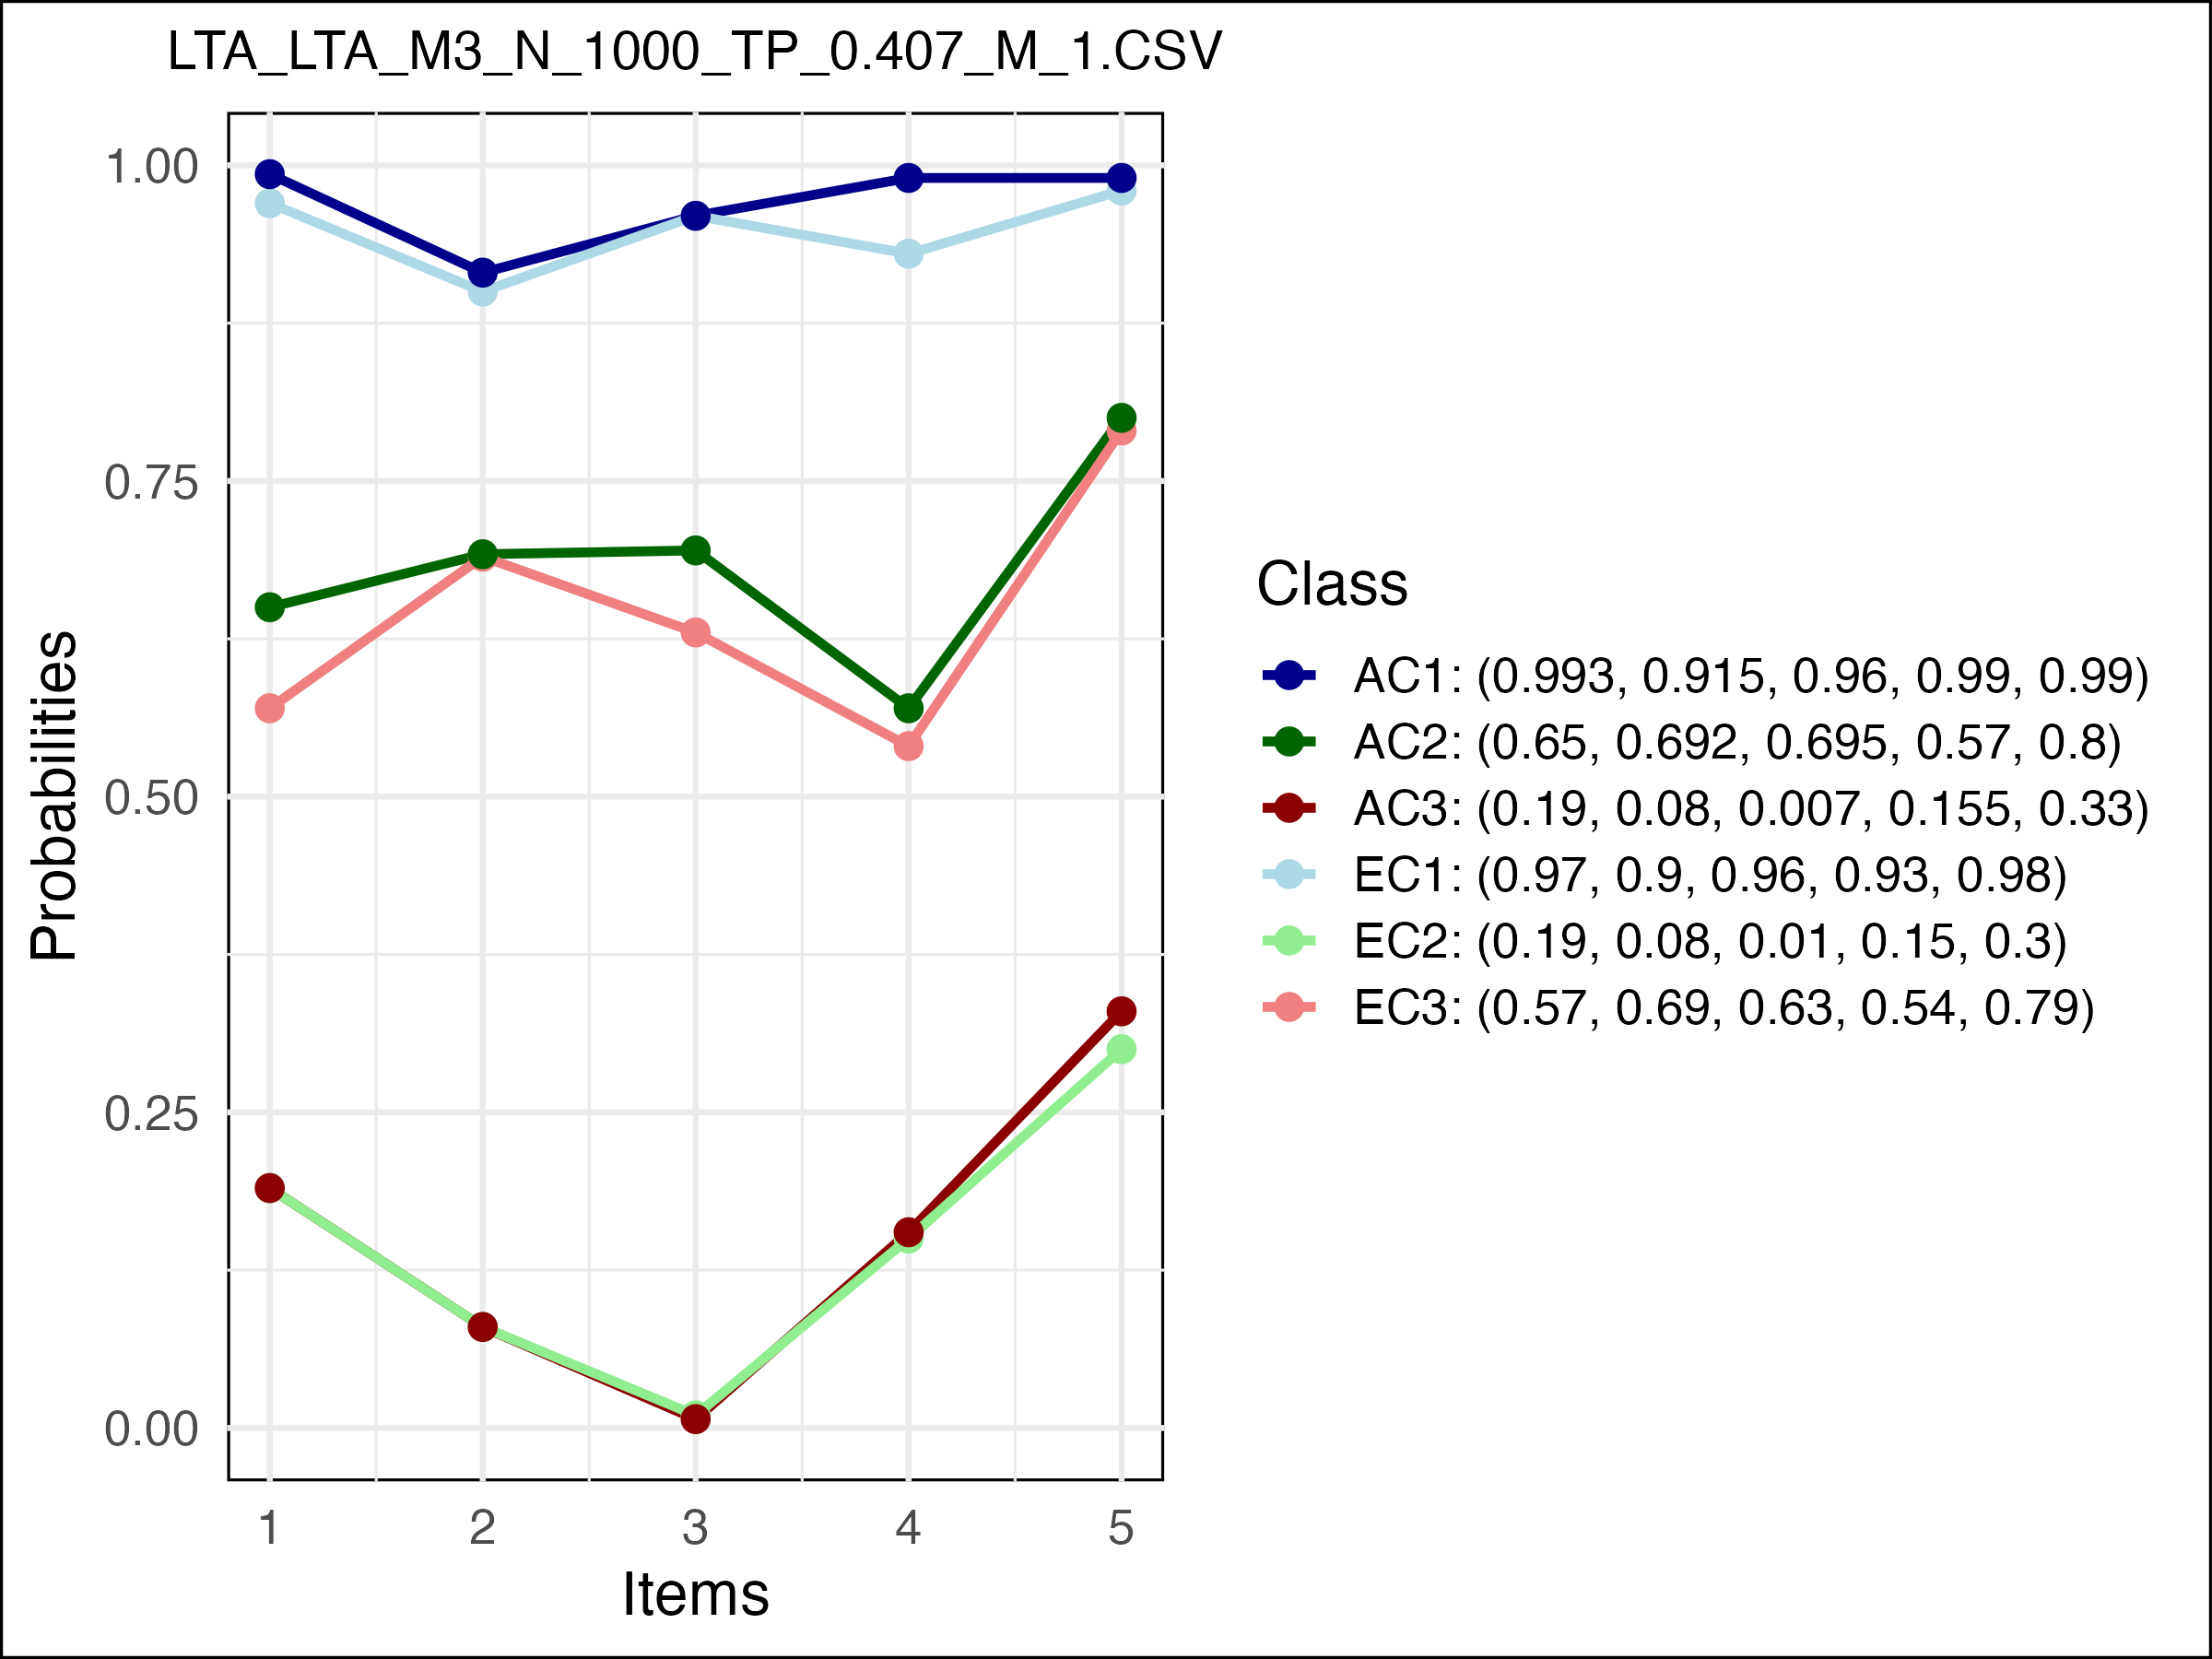 LTA_LTA_M3_N_1000_TP_0.407_M_1.CSV
1.00
0.75
0.50
0.25
0.00
Probabilities
1 2 3 4 5
Items
Class
AC1: (0.993, 0.915, 0.96, 0.99, 0.99)
AC2: (0.65, 0.692, 0.695, 0.57, 0.8)
AC3: (0.19, 0.08, 0.007, 0.155, 0.33)
EC1: (0.97, 0.9, 0.96, 0.93, 0.98)
EC2: (0.19, 0.08, 0.01, 0.15, 0.3)
EC3: (0.57, 0.69, 0.63, 0.54, 0.79)